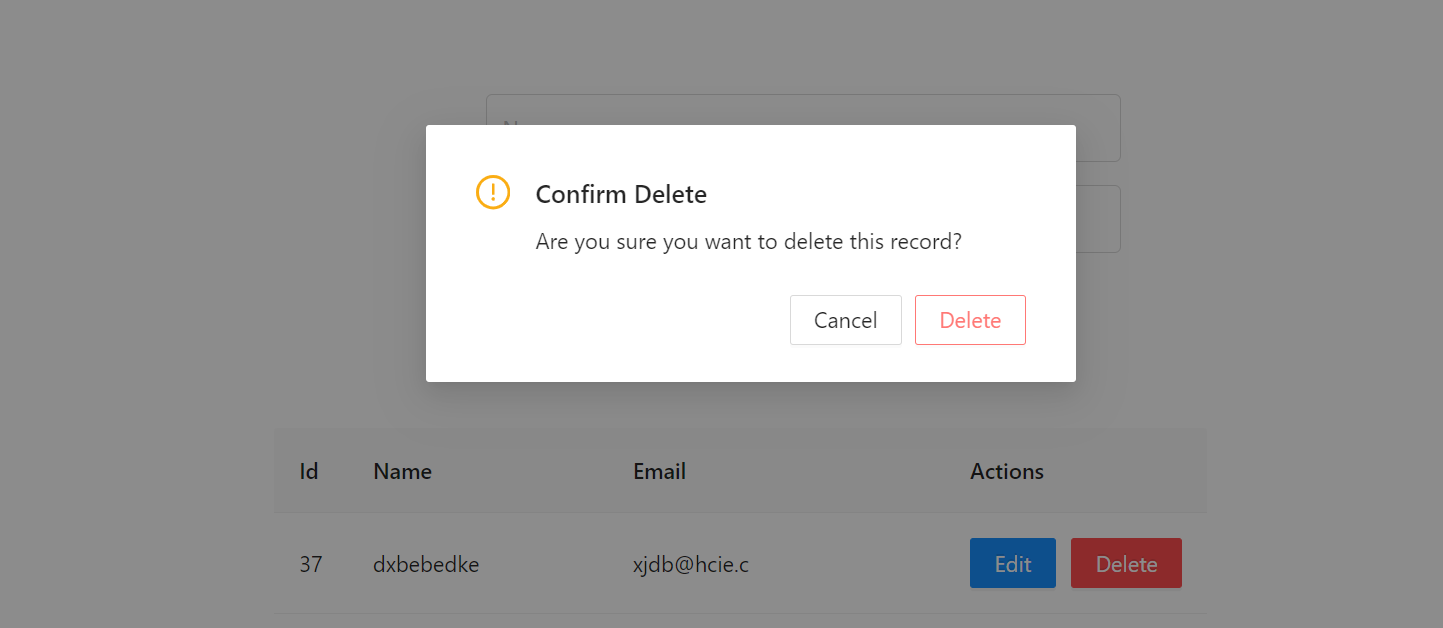 Confirm Delete
Are you sure you want to delete this record?
Cancel Delete
Id Name Email Actions
37 dxbebedke xjdb@hcie.c Edit Delete